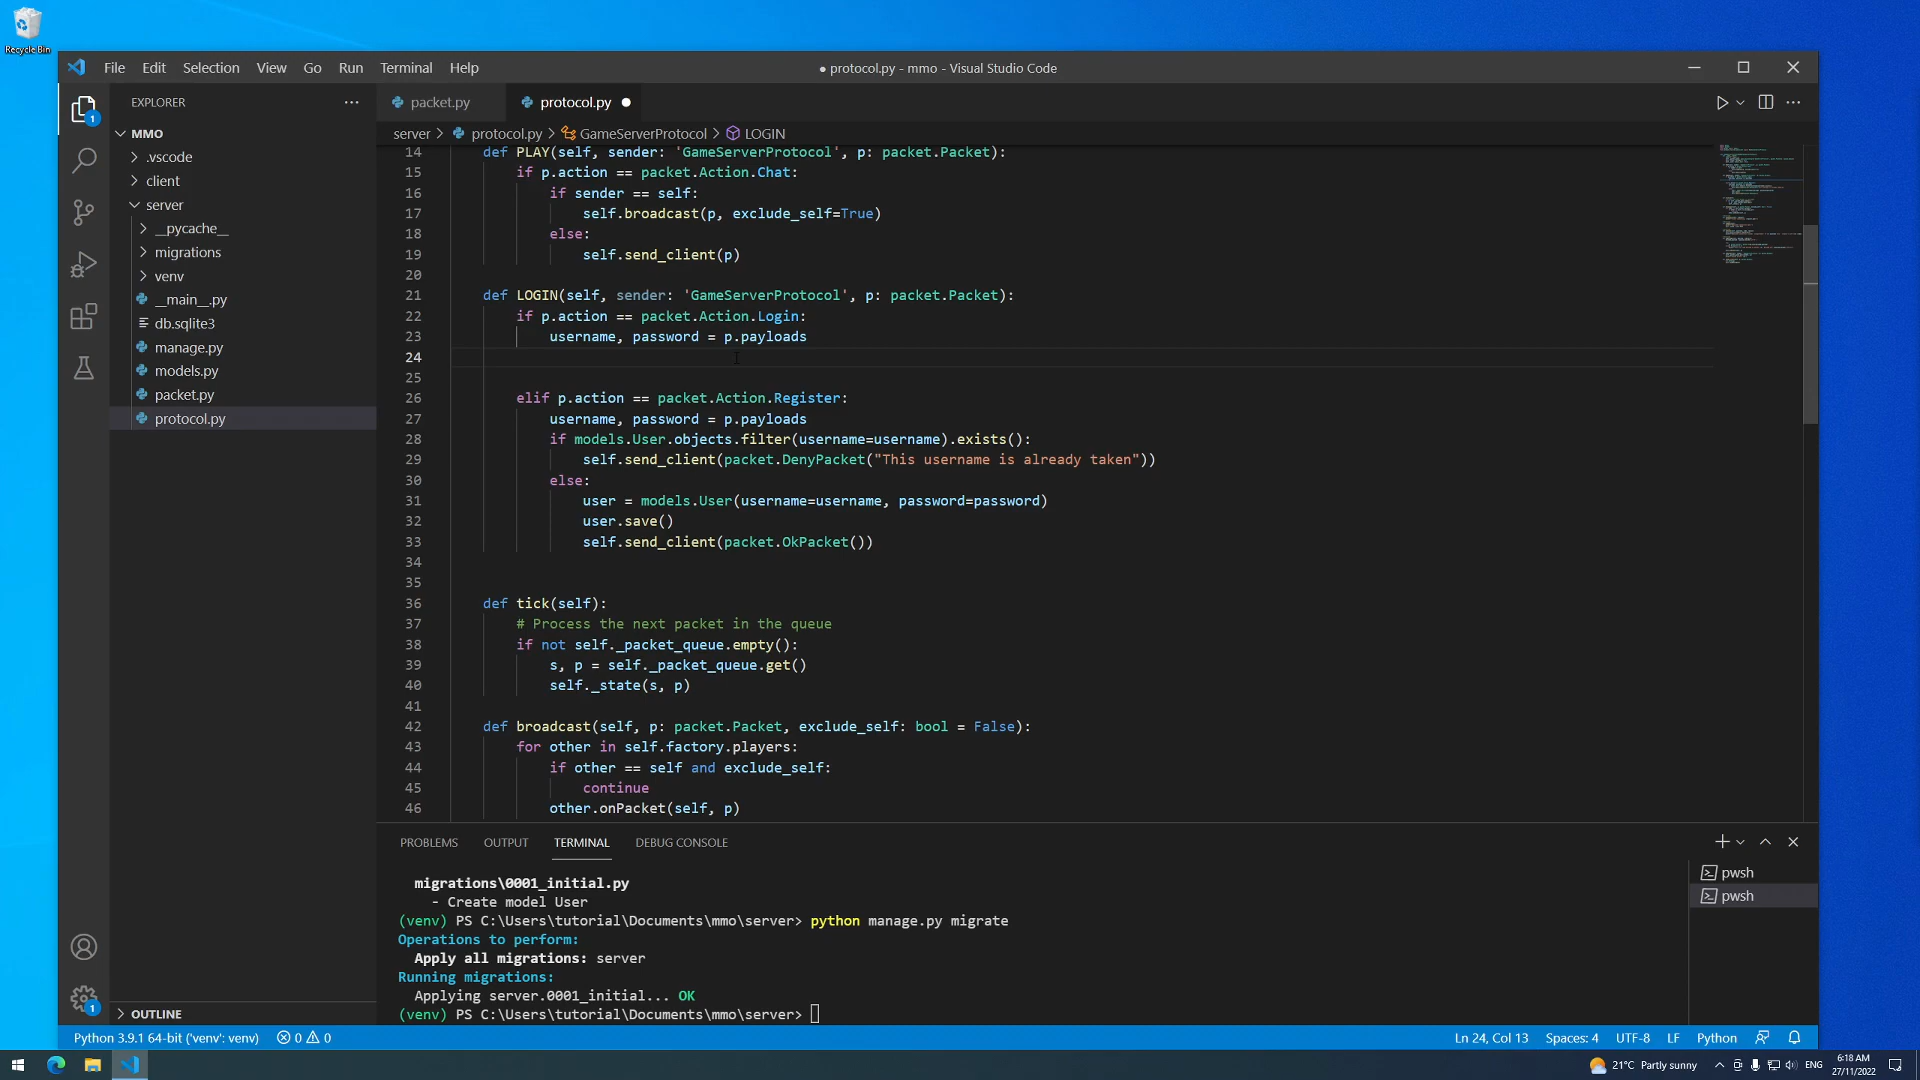 Recycle Bin
File Edit Selection View Go Run Terminal Help
● protocol.py - mmo - Visual Studio Code
EXPLORER ···
packet.py
protocol.py ●
MMO
.vscode
client
server
__pycache__
migrations
venv
__main__.py
db.sqlite3
manage.py
models.py
packet.py
protocol.py
OUTLINE
1
1
server > protocol.py > GameServerProtocol > LOGIN
14 def PLAY(self, sender: 'GameServerProtocol', p: packet.Packet):
15 if p.action == packet.Action.Chat:
16 if sender == self:
17 self.broadcast(p, exclude_self=True)
18 else:
19 self.send_client(p)
20
21 def LOGIN(self, sender: 'GameServerProtocol', p: packet.Packet):
22 if p.action == packet.Action.Login:
23 username, password = p.payloads
24
25
26 elif p.action == packet.Action.Register:
27 username, password = p.payloads
28 if models.User.objects.filter(username=username).exists():
29 self.send_client(packet.DenyPacket("This username is already taken"))
30 else:
31 user = models.User(username=username, password=password)
32 user.save()
33 self.send_client(packet.OkPacket())
34
35
36 def tick(self):
37 # Process the next packet in the queue
38 if not self._packet_queue.empty():
39 s, p = self._packet_queue.get()
40 self._state(s, p)
41
42 def broadcast(self, p: packet.Packet, exclude_self: bool = False):
43 for other in self.factory.players:
44 if other == self and exclude_self:
45 continue
46 other.onPacket(self, p)
PROBLEMS OUTPUT TERMINAL DEBUG CONSOLE
migrations\0001_initial.py
- Create model User
(venv) PS C:\Users\tutorial\Documents\mmo\server> python manage.py migrate
Operations to perform:
Apply all migrations: server
Running migrations:
Applying server.0001_initial... OK
(venv) PS C:\Users\tutorial\Documents\mmo\server>
pwsh
pwsh
Python 3.9.1 64-bit ('venv': venv) 0 0
Ln 24, Col 13 Spaces: 4 UTF-8 LF Python
21°C Partly sunny
ENG
6:18 AM
27/11/2022